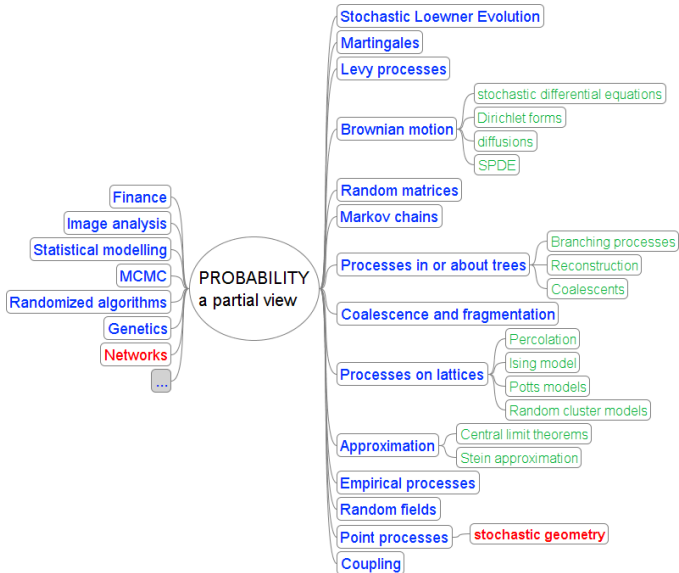 Finance
Image analysis
Statistical modelling
MCMC
Randomized algorithms
Genetics
Networks
...
PROBABILITY
a partial view
Stochastic Loewner Evolution
Martingales
Levy processes
Brownian motion
stochastic differential equations
Dirichlet forms
diffusions
SPDE
Random matrices
Markov chains
Processes in or about trees
Branching processes
Reconstruction
Coalescents
Coalescence and fragmentation
Processes on lattices
Percolation
Ising model
Potts models
Random cluster models
Approximation
Central limit theorems
Stein approximation
Empirical processes
Random fields
Point processes
stochastic geometry
Coupling